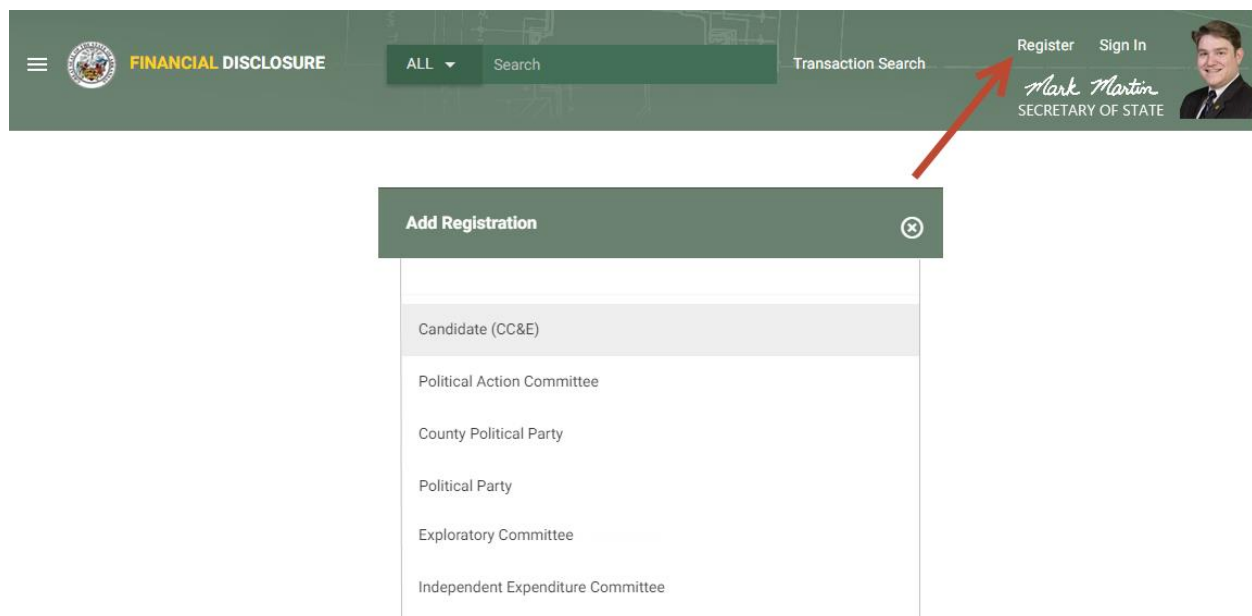 FINANCIAL DISCLOSURE
ALL
Search
Transaction Search
Register Sign In
Mark Martin
SECRETARY OF STATE
Add Registration
Candidate (CC&E)
Political Action Committee
County Political Party
Political Party
Exploratory Committee
Independent Expenditure Committee